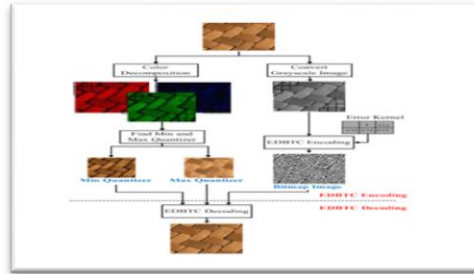 Color
Decomposition
Convert
Grayscale Image
Error Kernel
Find Min and
Max Quantizer
EDBTC Encoding
Min Quantizer
Max Quantizer
Bitmap Image
EDBTC Encoding
EDBTC Decoding
EDBTC Decoding